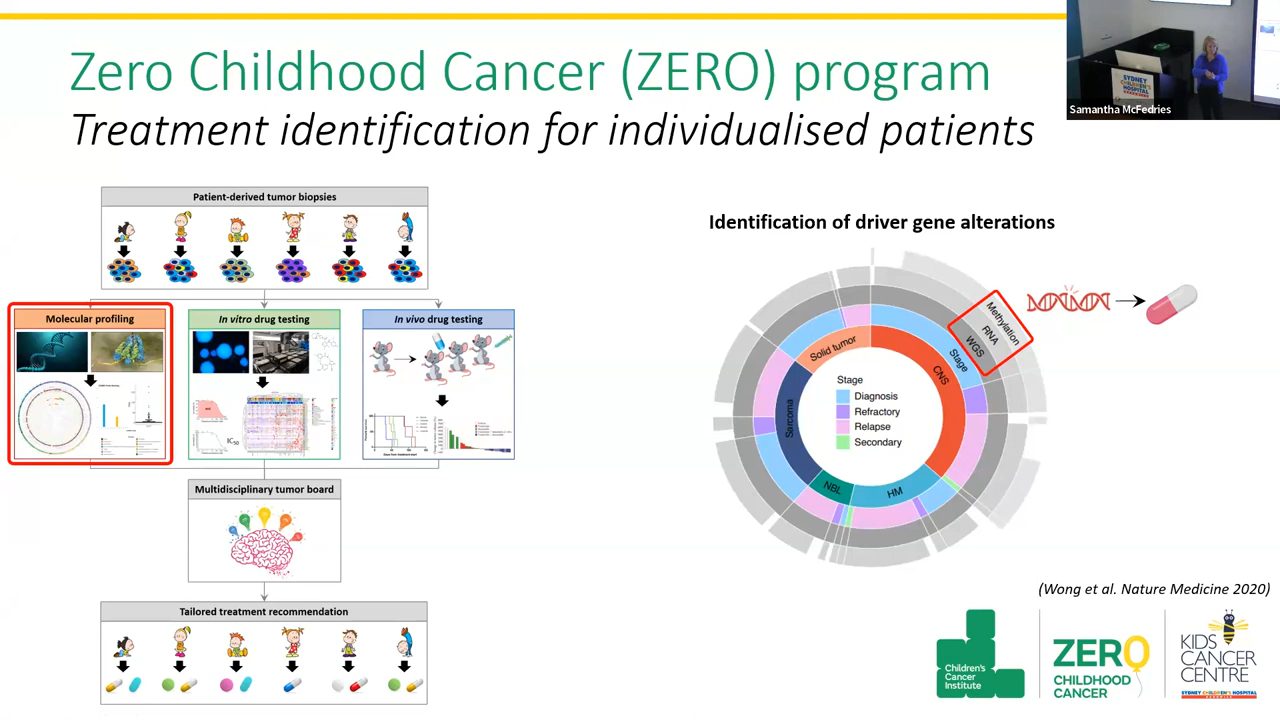 Zero Childhood Cancer (ZERO) program
Treatment identification for individualised patients
SYDNEY
CHILDREN'S
HOSPITAL
Samantha McFedries
Patient-derived tumor biopsies
Molecular profiling
In vitro drug testing
In vivo drug testing
IC50
Multidisciplinary tumor board
Tailored treatment recommendation
Identification of driver gene alterations
Methylation
RNA
WGS
Stage
CNS
Solid tumor
Sarcoma
NBL
HM
Stage
Diagnosis
Refractory
Relapse
Secondary
(Wong et al. Nature Medicine 2020)
Children's
Cancer
Institute
ZERO
CHILDHOOD
CANCER
KIDS
CANCER
CENTRE
SYDNEY CHILDREN'S HOSPITAL